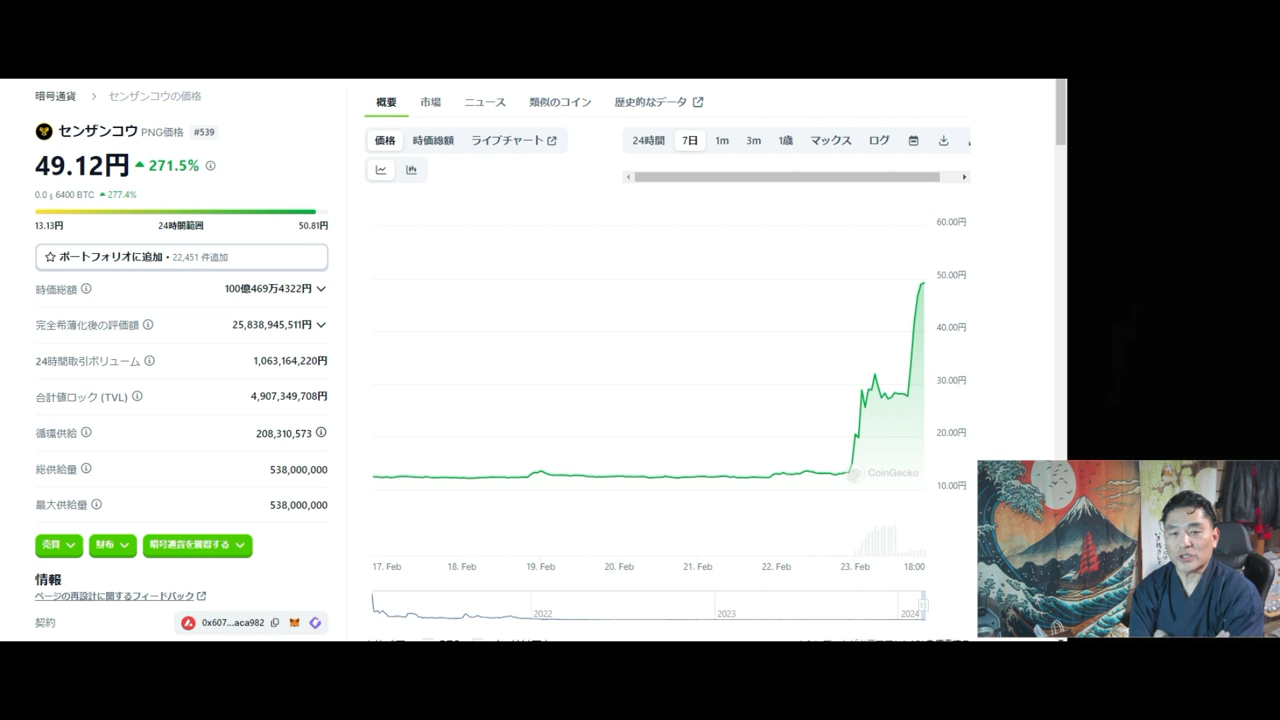 暗号通貨 > センザンコウの価格
センザンコウ PNG価格 #539
49.12円 271.5%
0.0 5 6400 BTC 277.4%
13.13円 24時間範囲 50.81円
ポートフォリオに追加 • 22,451 件追加
時価総額 100億469万4322円
完全希薄化後の評価額 25,838,945,511円
24時間取引ボリューム 1,063,164,220円
合計値ロック (TVL) 4,907,349,708円
循環供給 208,310,573
総供給量 538,000,000
最大供給量 538,000,000
売買 財布 暗号通貨を獲得する
情報
ページの再設計に関するフィードバック
契約 0x607...aca982
概要 市場 ニュース 類似のコイン 歴史的なデータ
価格 時価総額 ライブチャート 24時間 7日 1m 3m 1歳 マックス ログ
60.00円
50.00円
40.00円
30.00円
20.00円
CoinGecko
10.00円
17. Feb 18. Feb 19. Feb 20. Feb 21. Feb 22. Feb 23. Feb 18:00
2022 2023 2024